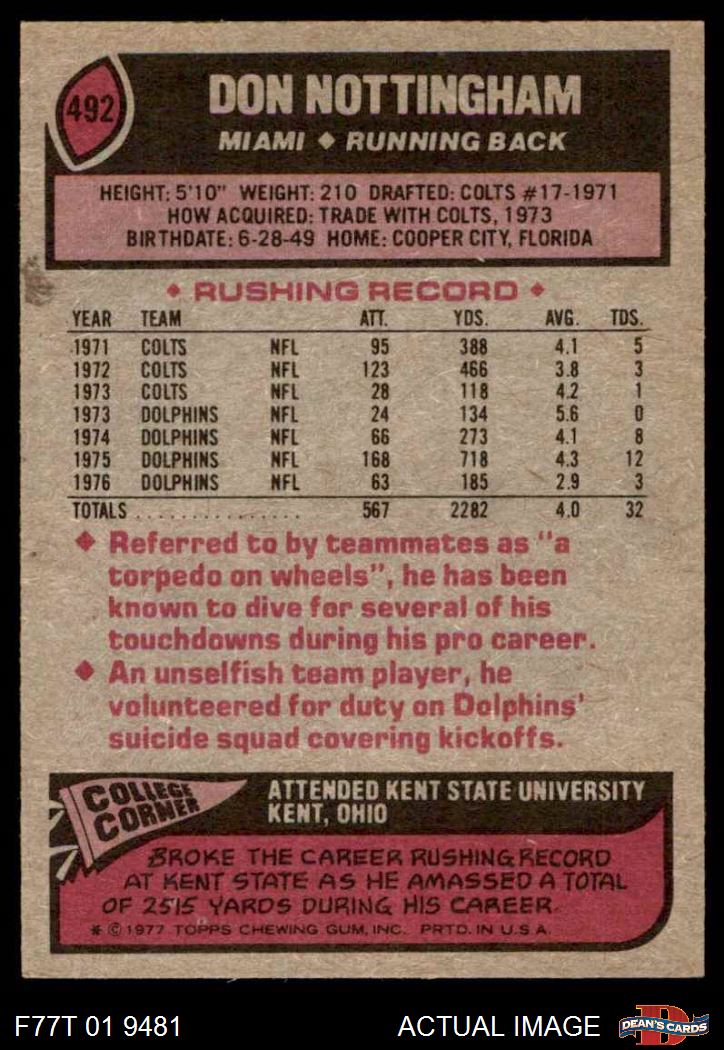 492
DON NOTTINGHAM
MIAMI ♦ RUNNING BACK
HEIGHT: 5'10" WEIGHT: 210 DRAFTED: COLTS #17-1971
HOW ACQUIRED: TRADE WITH COLTS, 1973
BIRTHDATE: 6-28-49 HOME: COOPER CITY, FLORIDA
♦ RUSHING RECORD ♦
YEAR TEAM ATT. YDS. AVG. TDS.
1971 COLTS NFL 95 388 4.1 5
1972 COLTS NFL 123 466 3.8 3
1973 COLTS NFL 28 118 4.2 1
1973 DOLPHINS NFL 24 134 5.6 0
1974 DOLPHINS NFL 66 273 4.1 8
1975 DOLPHINS NFL 168 718 4.3 12
1976 DOLPHINS NFL 63 185 2.9 3
TOTALS . . . . . . . . . . . . . . . 567 2282 4.0 32
♦ Referred to by teammates as "a
torpedo on wheels", he has been
known to dive for several of his
touchdowns during his pro career.
♦ An unselfish team player, he
volunteered for duty on Dolphins'
suicide squad covering kickoffs.
COLLEGE
CORNER
ATTENDED KENT STATE UNIVERSITY
KENT, OHIO
BROKE THE CAREER RUSHING RECORD
AT KENT STATE AS HE AMASSED A TOTAL
OF 2515 YARDS DURING HIS CAREER.
* © 1977 TOPPS CHEWING GUM, INC. PRTD. IN U.S.A.
F77T 01 9481
ACTUAL IMAGE
D
DEAN'S CARDS